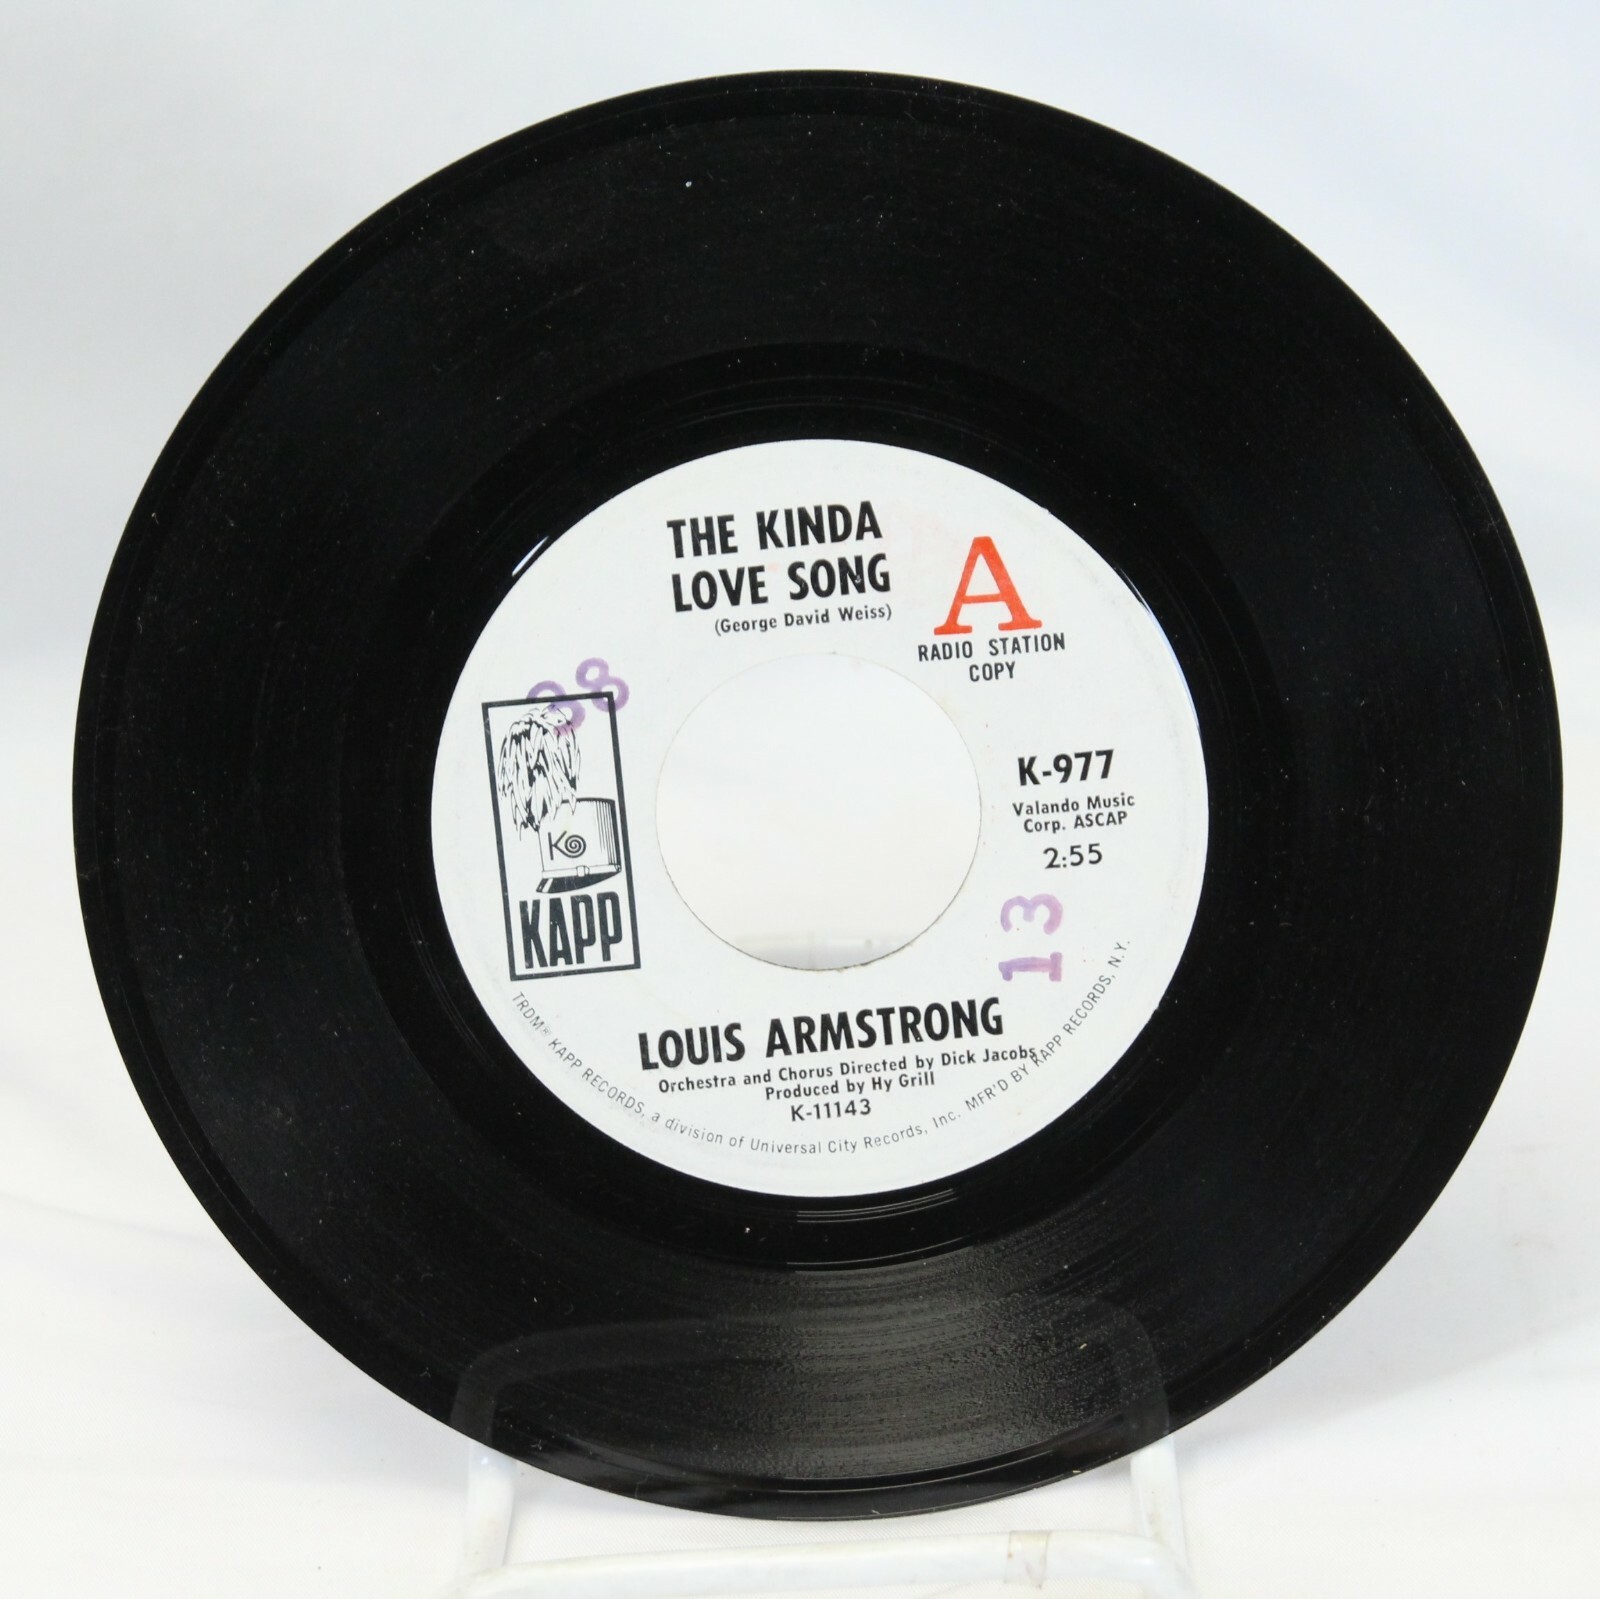 THE KINDA
LOVE SONG
(George David Weiss)
A
RADIO STATION
COPY
88
K
KAPP
K-977
Valando Music
Corp. ASCAP
2:55
13
LOUIS ARMSTRONG
Orchestra and Chorus Directed by Dick Jacobs
Produced by Hy Grill
K-11143
TRDM® KAPP RECORDS, a division of Universal City Records, Inc. MFR'D BY KAPP RECORDS, N.Y.